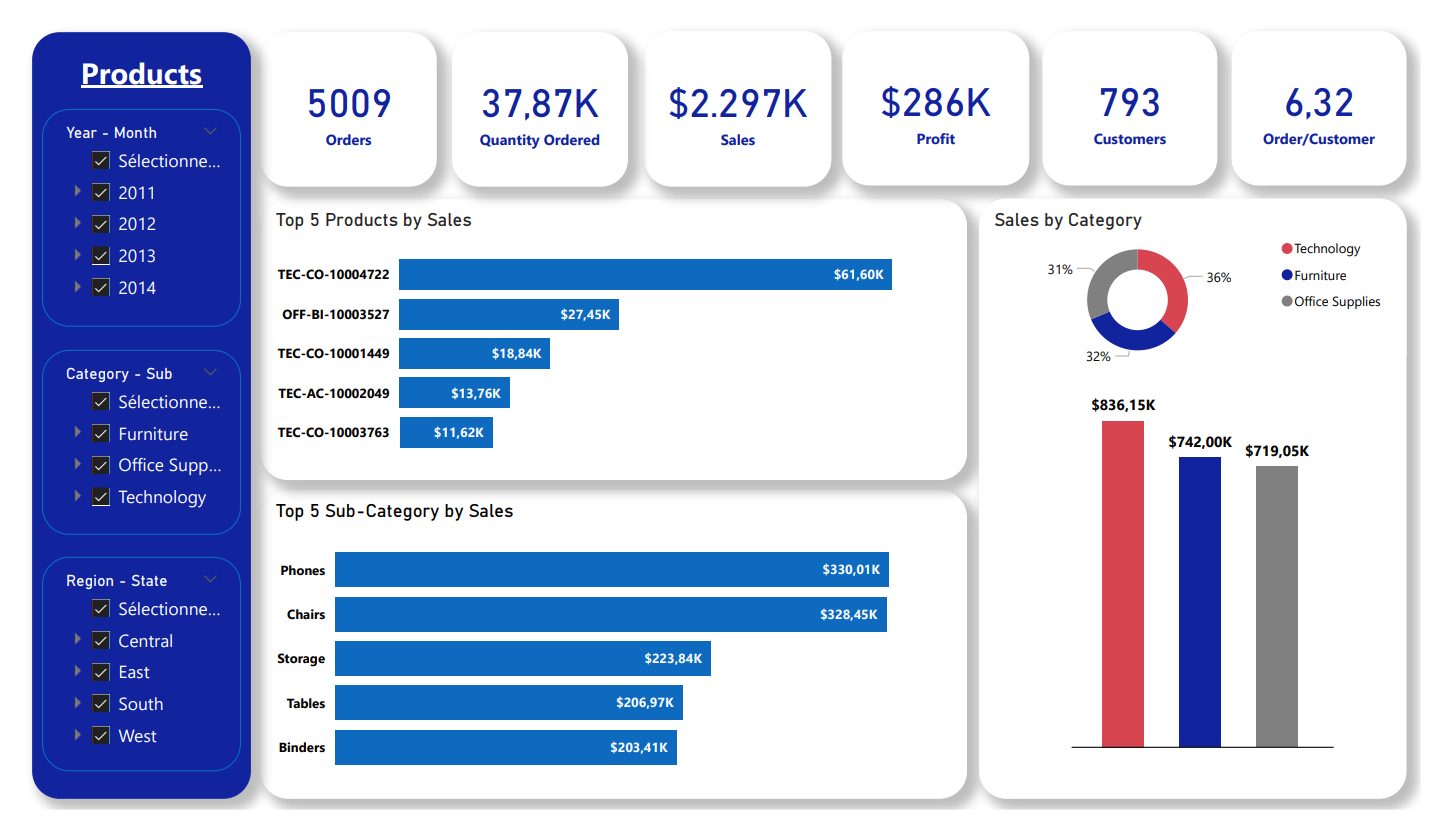 Products
Year - Month
Sélectionne...
2011
2012
2013
2014
Category - Sub
Sélectionne...
Furniture
Office Supp...
Technology
Region - State
Sélectionne...
Central
East
South
West
5009
Orders
37,87K
Quantity Ordered
$2.297K
Sales
$286K
Profit
793
Customers
6,32
Order/Customer
Top 5 Products by Sales
TEC-CO-10004722 $61,60K
OFF-BI-10003527 $27,45K
TEC-CO-10001449 $18,84K
TEC-AC-10002049 $13,76K
TEC-CO-10003763 $11,62K
Top 5 Sub-Category by Sales
Phones $330,01K
Chairs $328,45K
Storage $223,84K
Tables $206,97K
Binders $203,41K
Sales by Category
31%
36%
32%
Technology
Furniture
Office Supplies
$836,15K
$742,00K
$719,05K